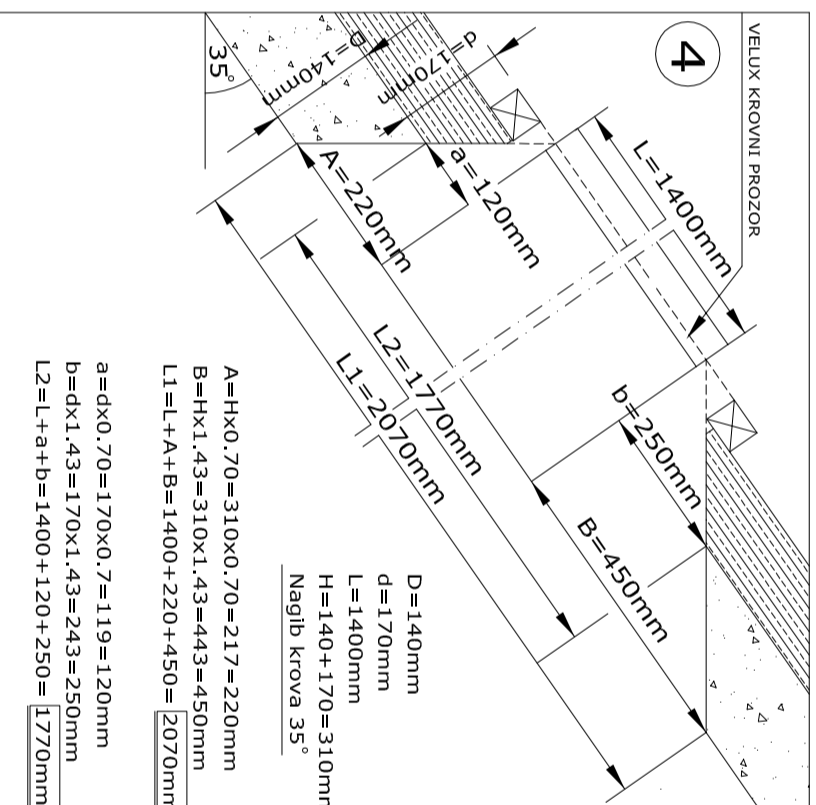 VELUX KROVNI PROZOR
4
L=1400mm
d=170mm
D=140mm
35°
a=120mm
A=220mm
b=250mm
B=450mm
L2=1770mm
L1=2070mm
D=140mm
d=170mm
L=1400mm
H=140+170=310mm
Nagib krova 35°
A=Hx0.70=310x0.70=217=220mm
B=Hx1.43=310x1.43=443=450mm
L1=L+A+B=1400+220+450= 2070mm
a=dx0.70=170x0.7=119=120mm
b=dx1.43=170x1.43=243=250mm
L2=L+a+b=1400+120+250= 1770mm